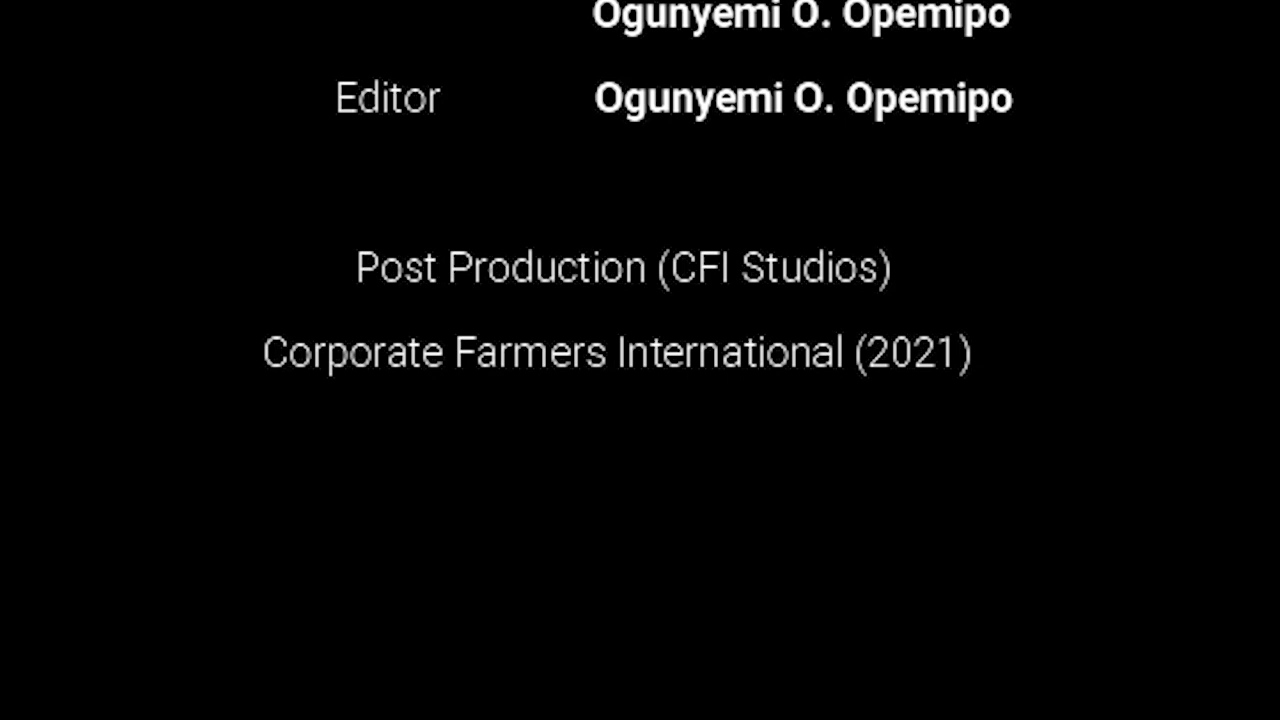 Ogunyemi O. Opemipo
Editor Ogunyemi O. Opemipo
Post Production (CFI Studios)
Corporate Farmers International (2021)